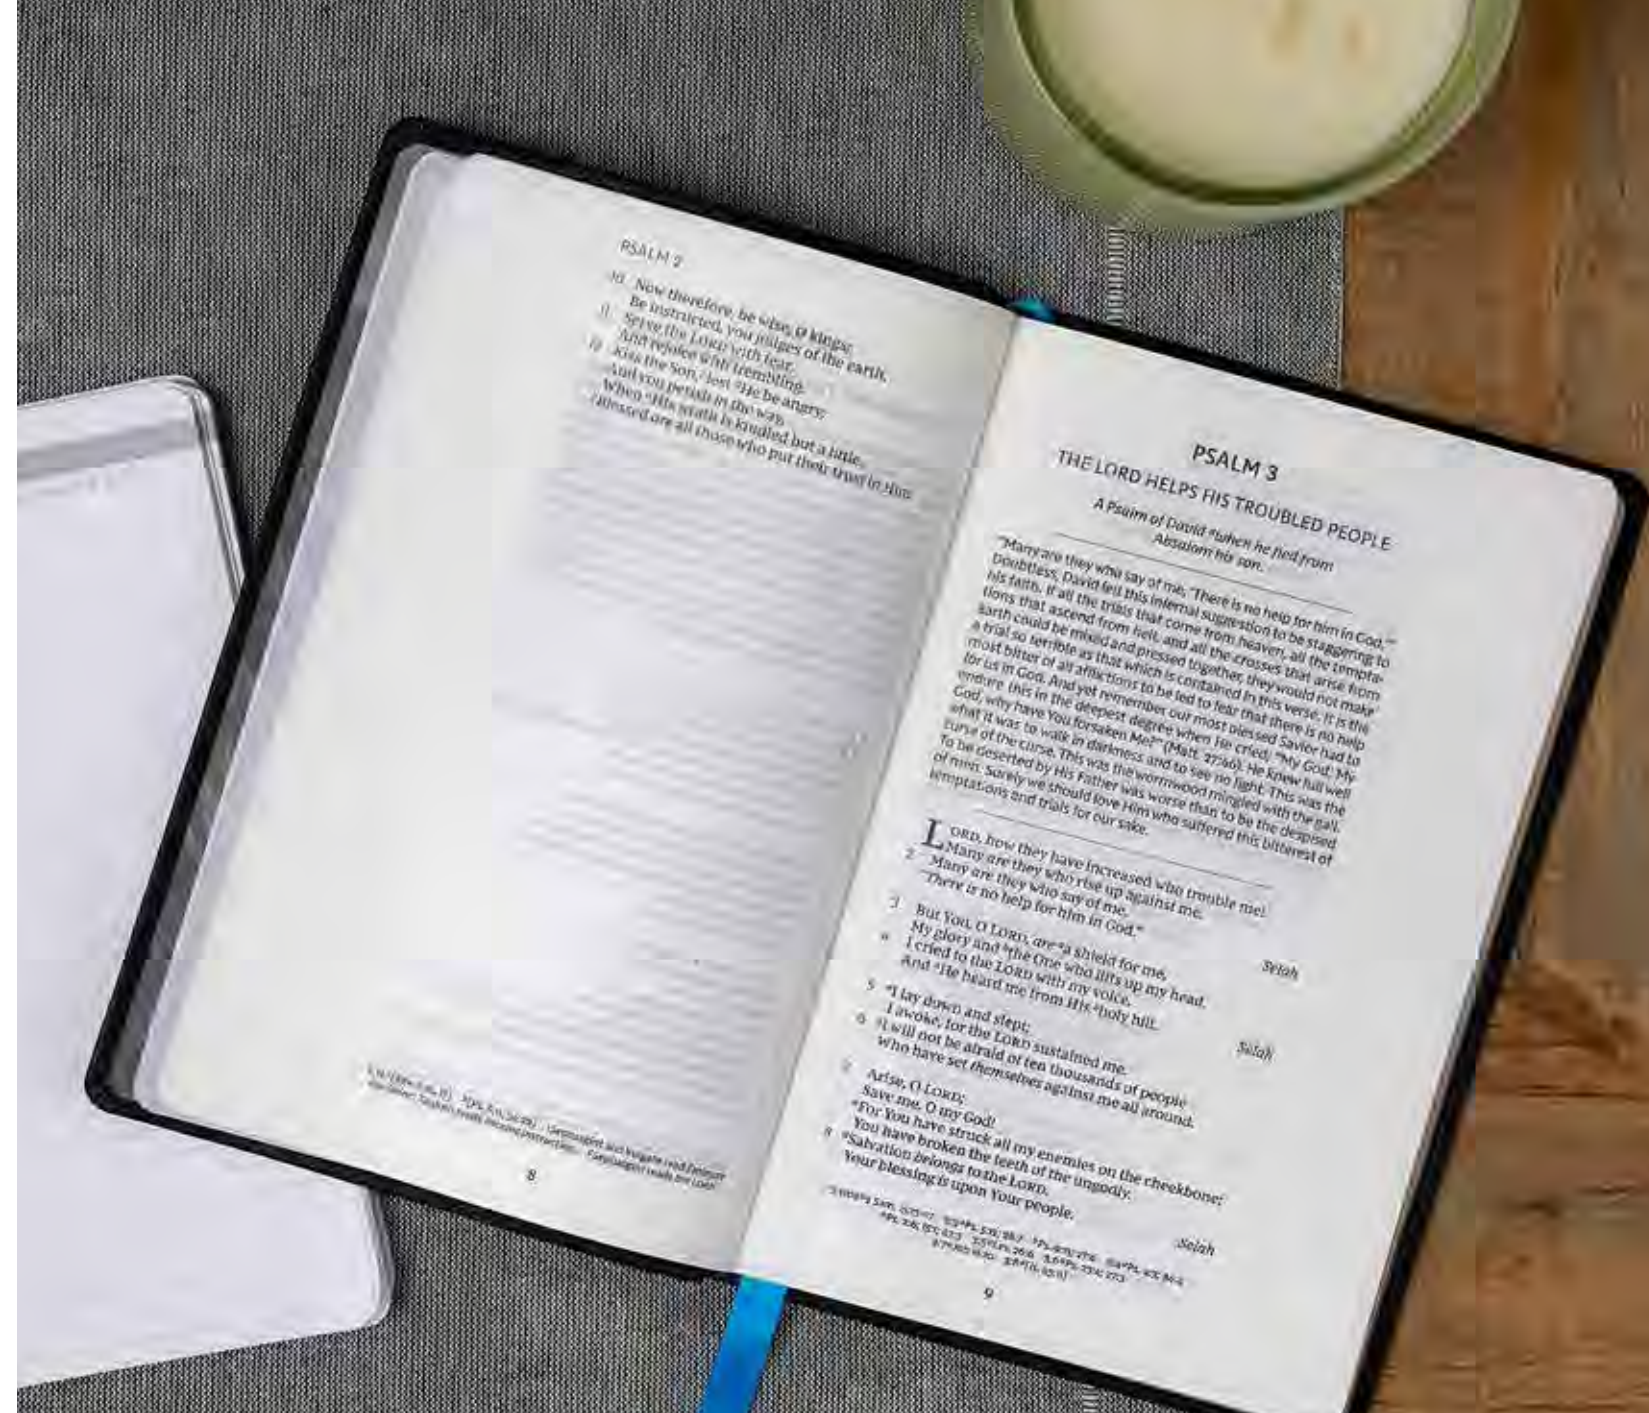 PSALM 2
10 Now therefore, be wise, O kings;
Be instructed, you judges of the earth.
11 Serve the LORD with fear,
And rejoice with trembling.
12 Kiss the Son, lest He be angry,
And you perish in the way,
When His wrath is kindled but a little.
Blessed are all those who put their trust in Him.
Septuagint and Vulgate read
Septuagint reads the LORD
8
PSALM 3
THE LORD HELPS HIS TROUBLED PEOPLE
A Psalm of David when he fled from
Absalom his son.
"Many are they who say of me, 'There is no help for him in God.'"
Doubtless, David felt this infernal suggestion to be staggering to
his faith. If all the trials that come from heaven, all the tempta-
tions that ascend from hell, and all the crosses that arise from
earth could be mixed and pressed together, they would not make
a trial so terrible as that which is contained in this verse. It is the
most bitter of all afflictions to be led to fear that there is no help
for us in God. And yet remember our most blessed Savior had to
endure this in the deepest degree when He cried, "My God, My
God, why have You forsaken Me?" (Matt. 27:46). He knew full well
what it was to walk in darkness and to see no light. This was the
curse of the curse. This was the wormwood mingled with the gall.
To be deserted by His Father was worse than to be the despised
of men. Surely we should love Him who suffered this bitterest of
temptations and trials for our sake.
LORD, how they have increased who trouble me!
Many are they who rise up against me.
2 Many are they who say of me,
"There is no help for him in God."
Selah
3 But You, O LORD, are a shield for me,
My glory and the One who lifts up my head.
4 I cried to the LORD with my voice,
And He heard me from His holy hill.
Selah
5 I lay down and slept;
I awoke, for the LORD sustained me.
6 I will not be afraid of ten thousands of people
Who have set themselves against me all around.
7 Arise, O LORD;
Save me, O my God!
For You have struck all my enemies on the cheekbone;
You have broken the teeth of the ungodly.
8 Salvation belongs to the LORD.
Your blessing is upon Your people.
Selah
9